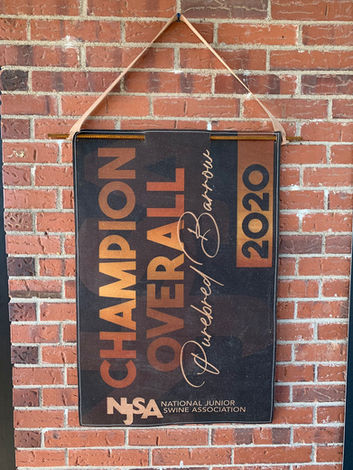 CHAMPION
OVERALL
Purebred Barrow
2020
NJSA
NATIONAL JUNIOR
SWINE ASSOCIATION